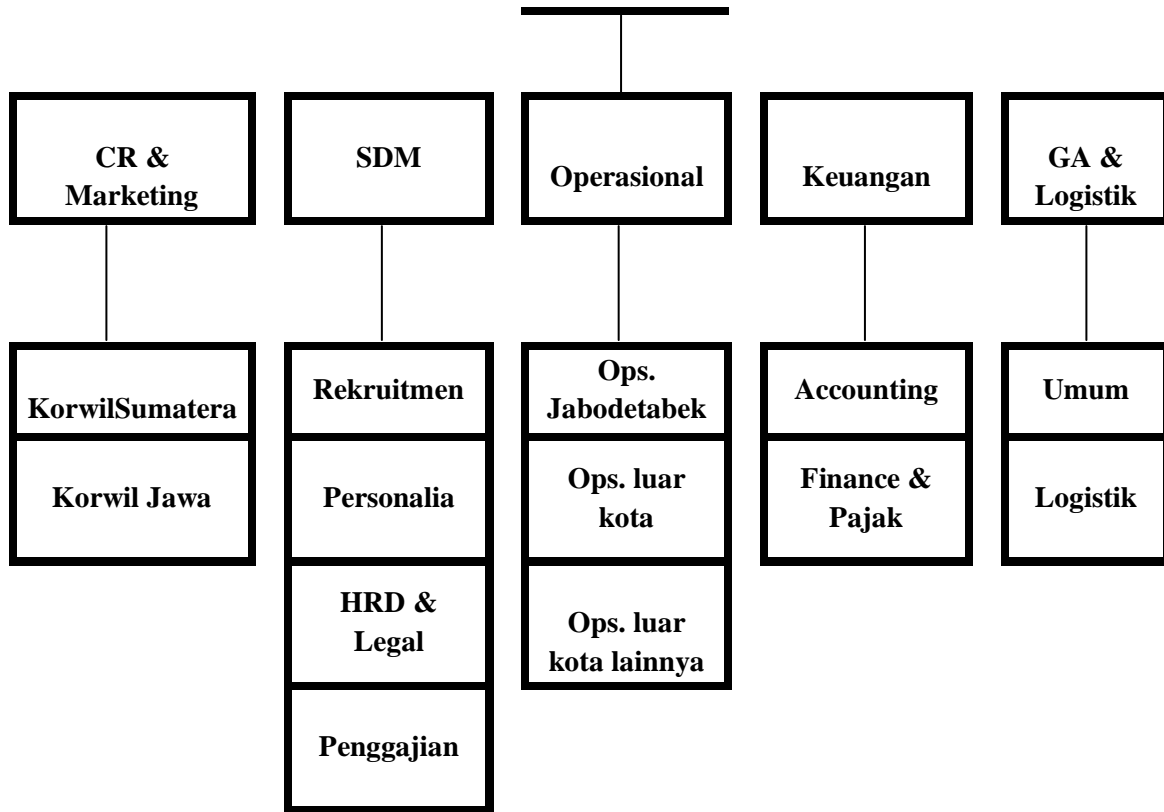 CR &
Marketing
SDM
Operasional
Keuangan
GA &
Logistik
KorwilSumatera
Korwil Jawa
Rekruitmen
Personalia
HRD &
Legal
Penggajian
Ops.
Jabodetabek
Ops. luar
kota
Ops. luar
kota lainnya
Accounting
Finance &
Pajak
Umum
Logistik